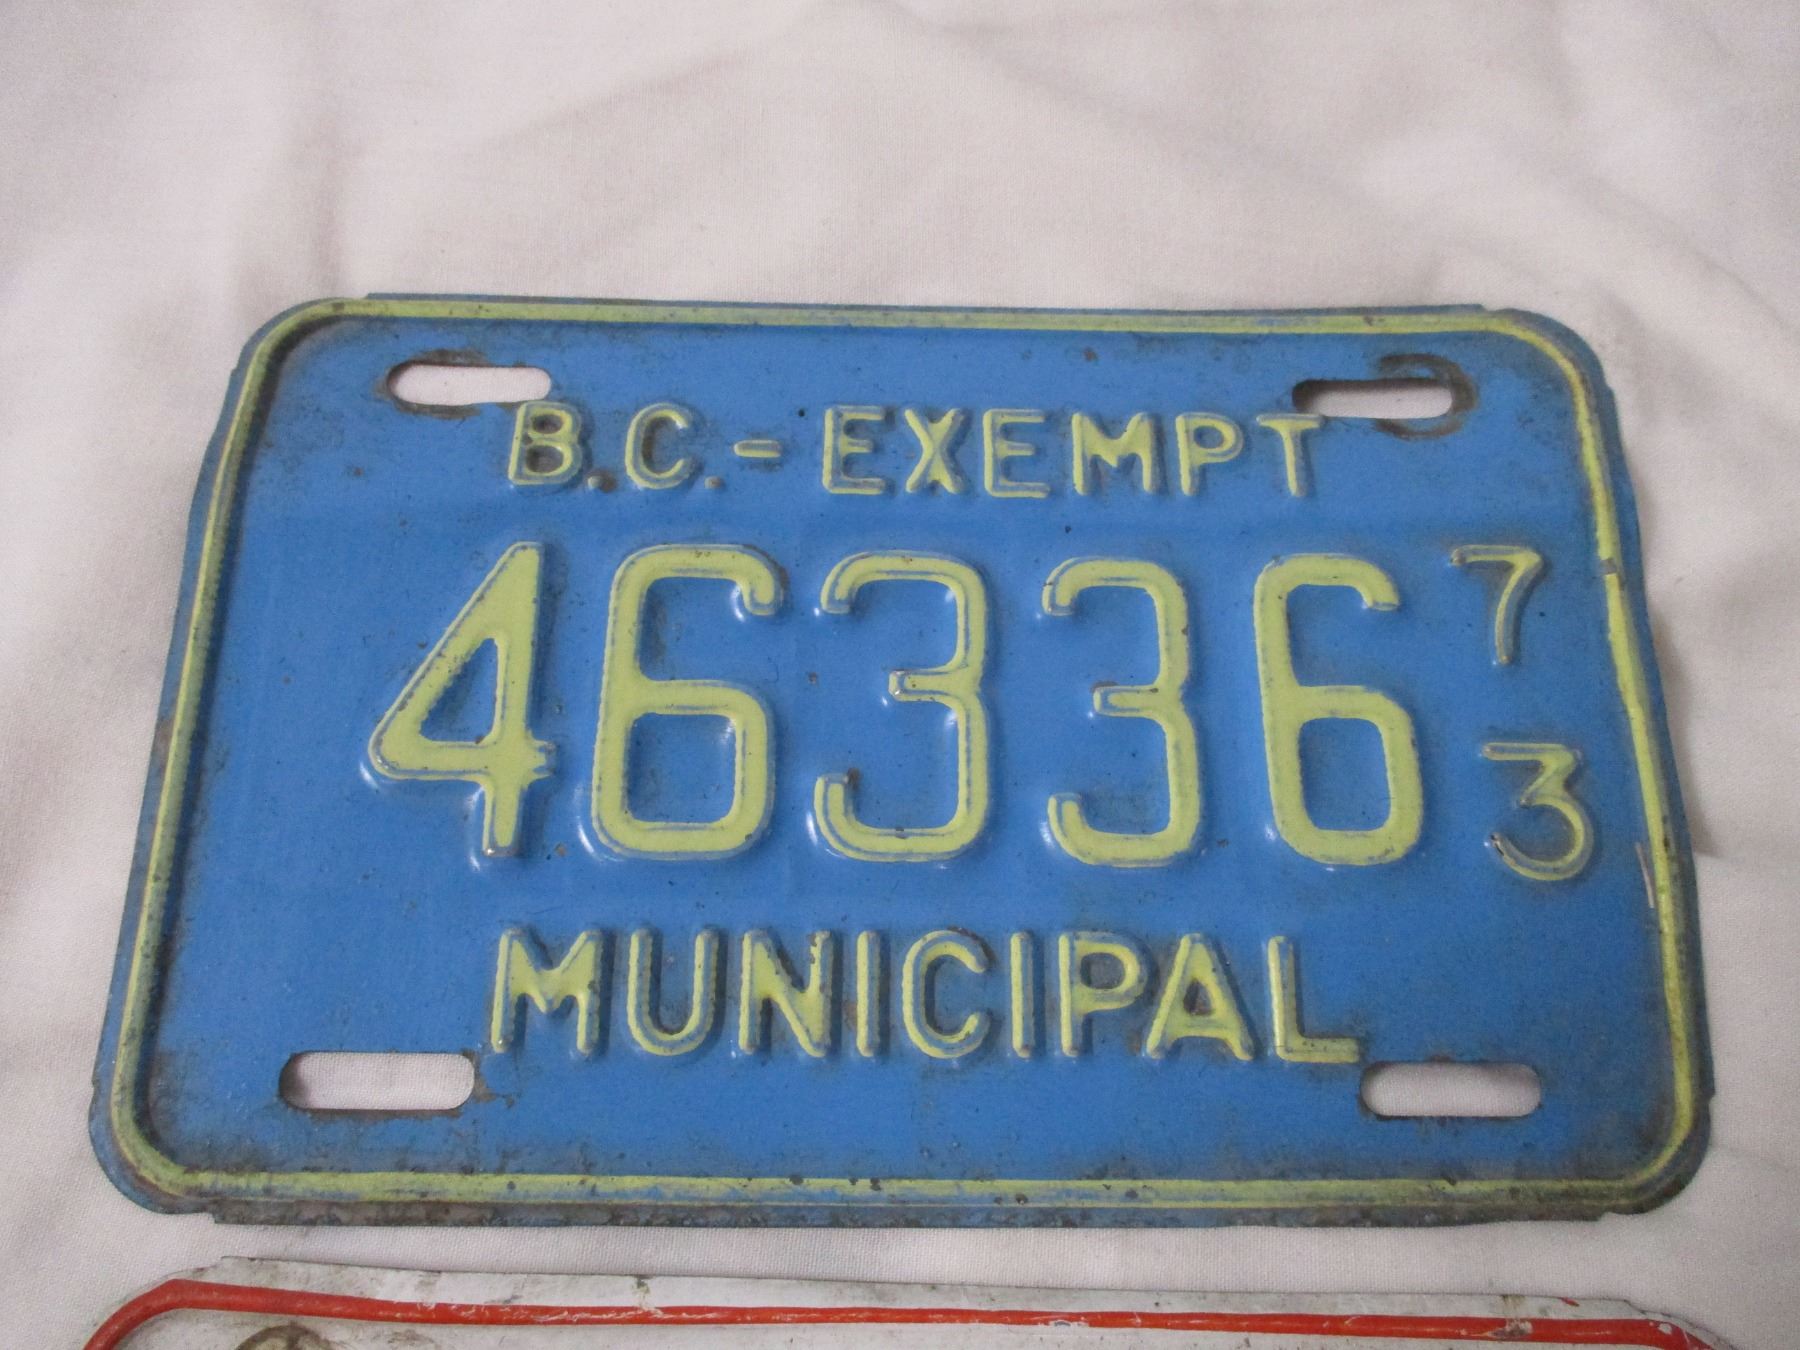 B.C.-EXEMPT
46336 73
MUNICIPAL